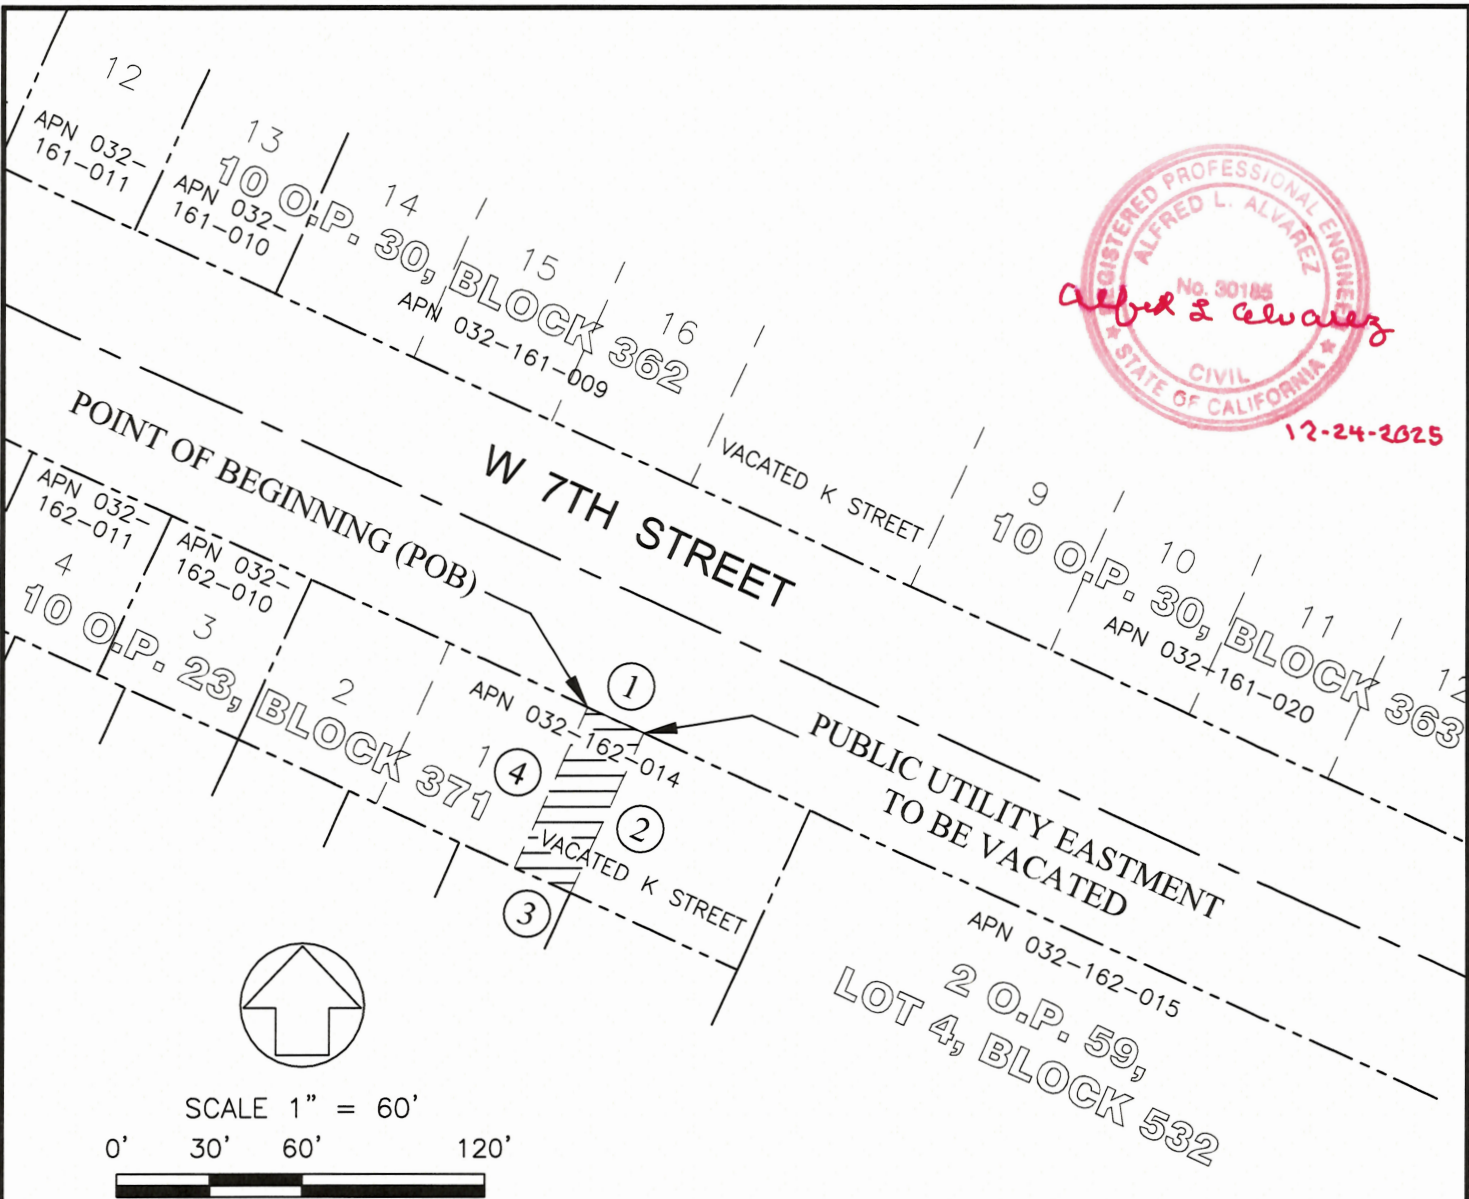 12
APN 032-
161-011
13
10 O.P. 30, BLOCK 362
APN 032-
161-010
14
15
16
APN 032-161-009
REGISTERED PROFESSIONAL ENGINEER
ALFRED L. ALVAREZ
No. 30185
Alfred L Alvarez
CIVIL
STATE OF CALIFORNIA
12-24-2025
POINT OF BEGINNING (POB)
W 7TH STREET
VACATED K STREET
9
10 O.P. 30, BLOCK 363
10
11
12
APN 032-161-020
APN 032-
162-011
4
APN 032-
162-010
3
10 O.P. 23, BLOCK 371
2
1
APN 032-162-014
1
4
2
3
VACATED K STREET
PUBLIC UTILITY EASTMENT
TO BE VACATED
APN 032-162-015
2 O.P. 59,
LOT 4, BLOCK 532
SCALE 1" = 60'
0' 30' 60' 120'